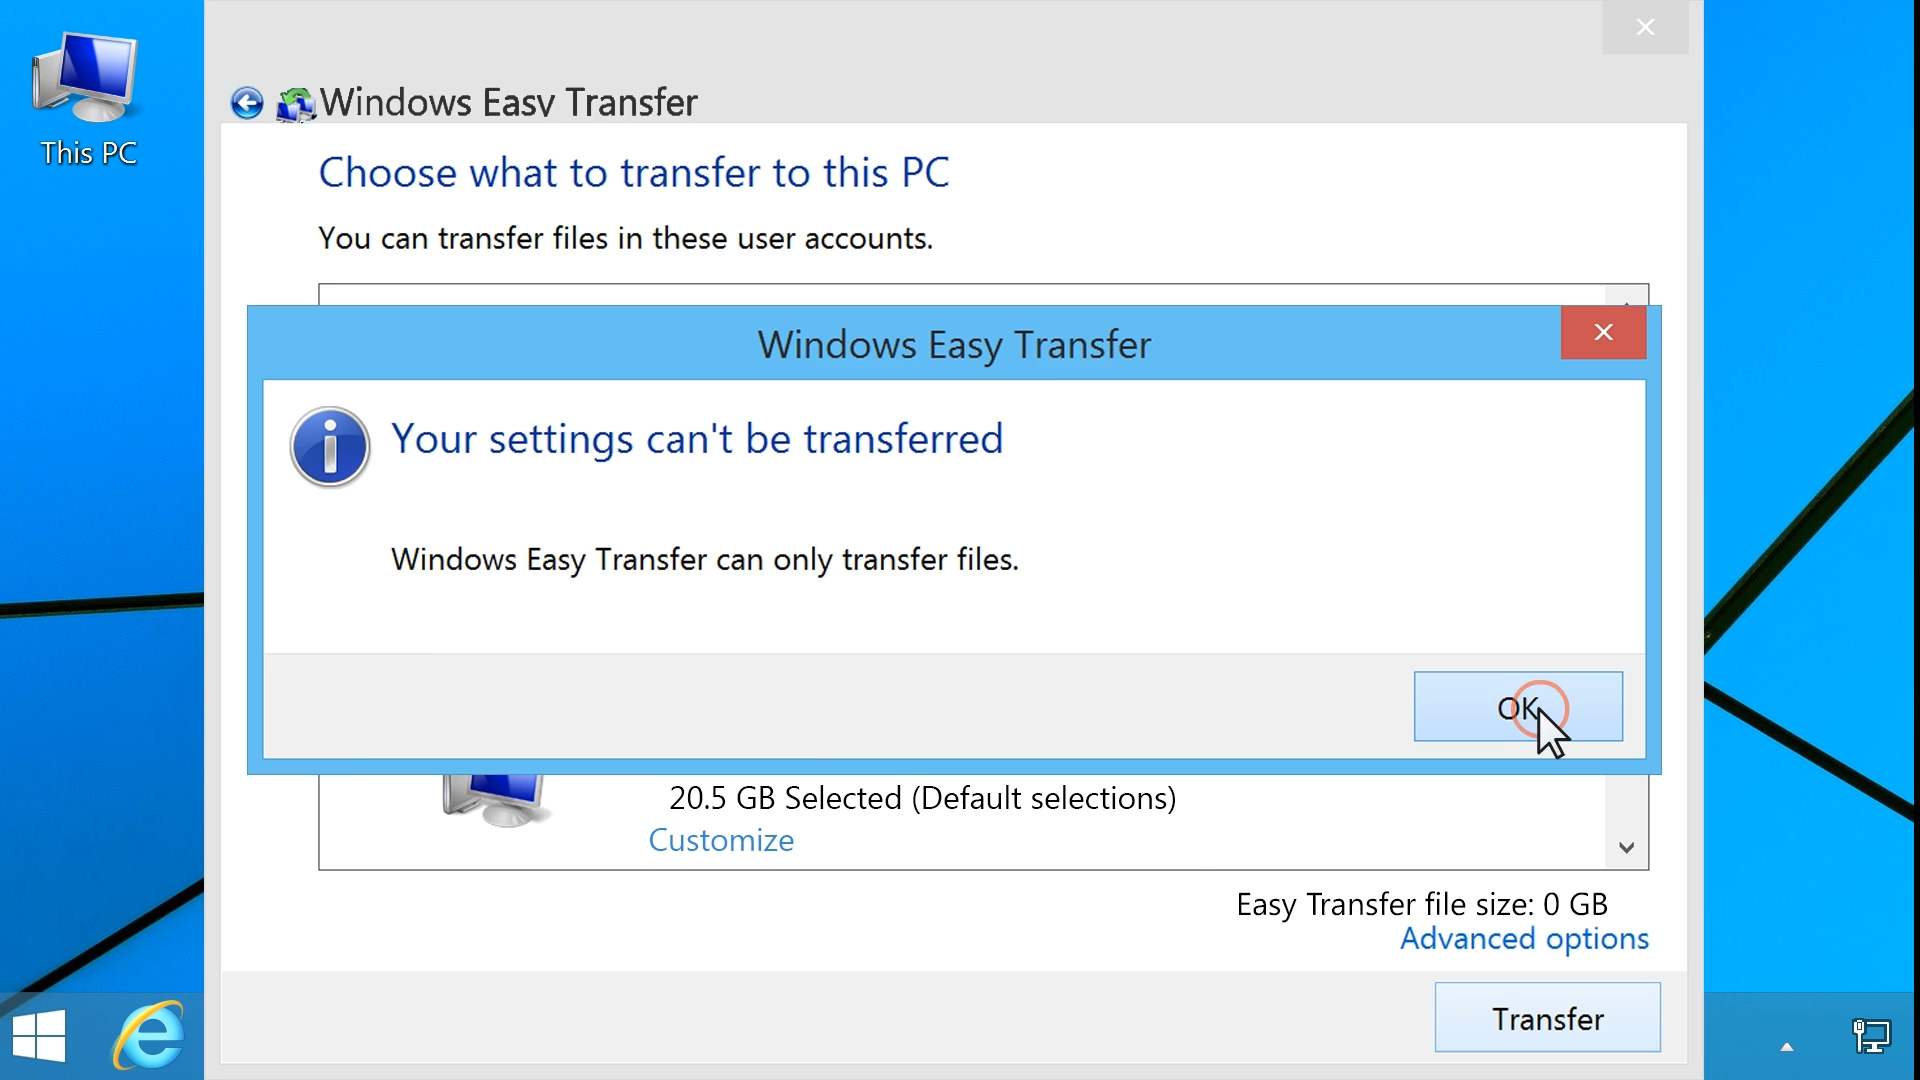 This PC
Windows Easy Transfer
Choose what to transfer to this PC
You can transfer files in these user accounts.
Windows Easy Transfer
Your settings can't be transferred
Windows Easy Transfer can only transfer files.
OK
20.5 GB Selected (Default selections)
Customize
Easy Transfer file size: 0 GB
Advanced options
Transfer